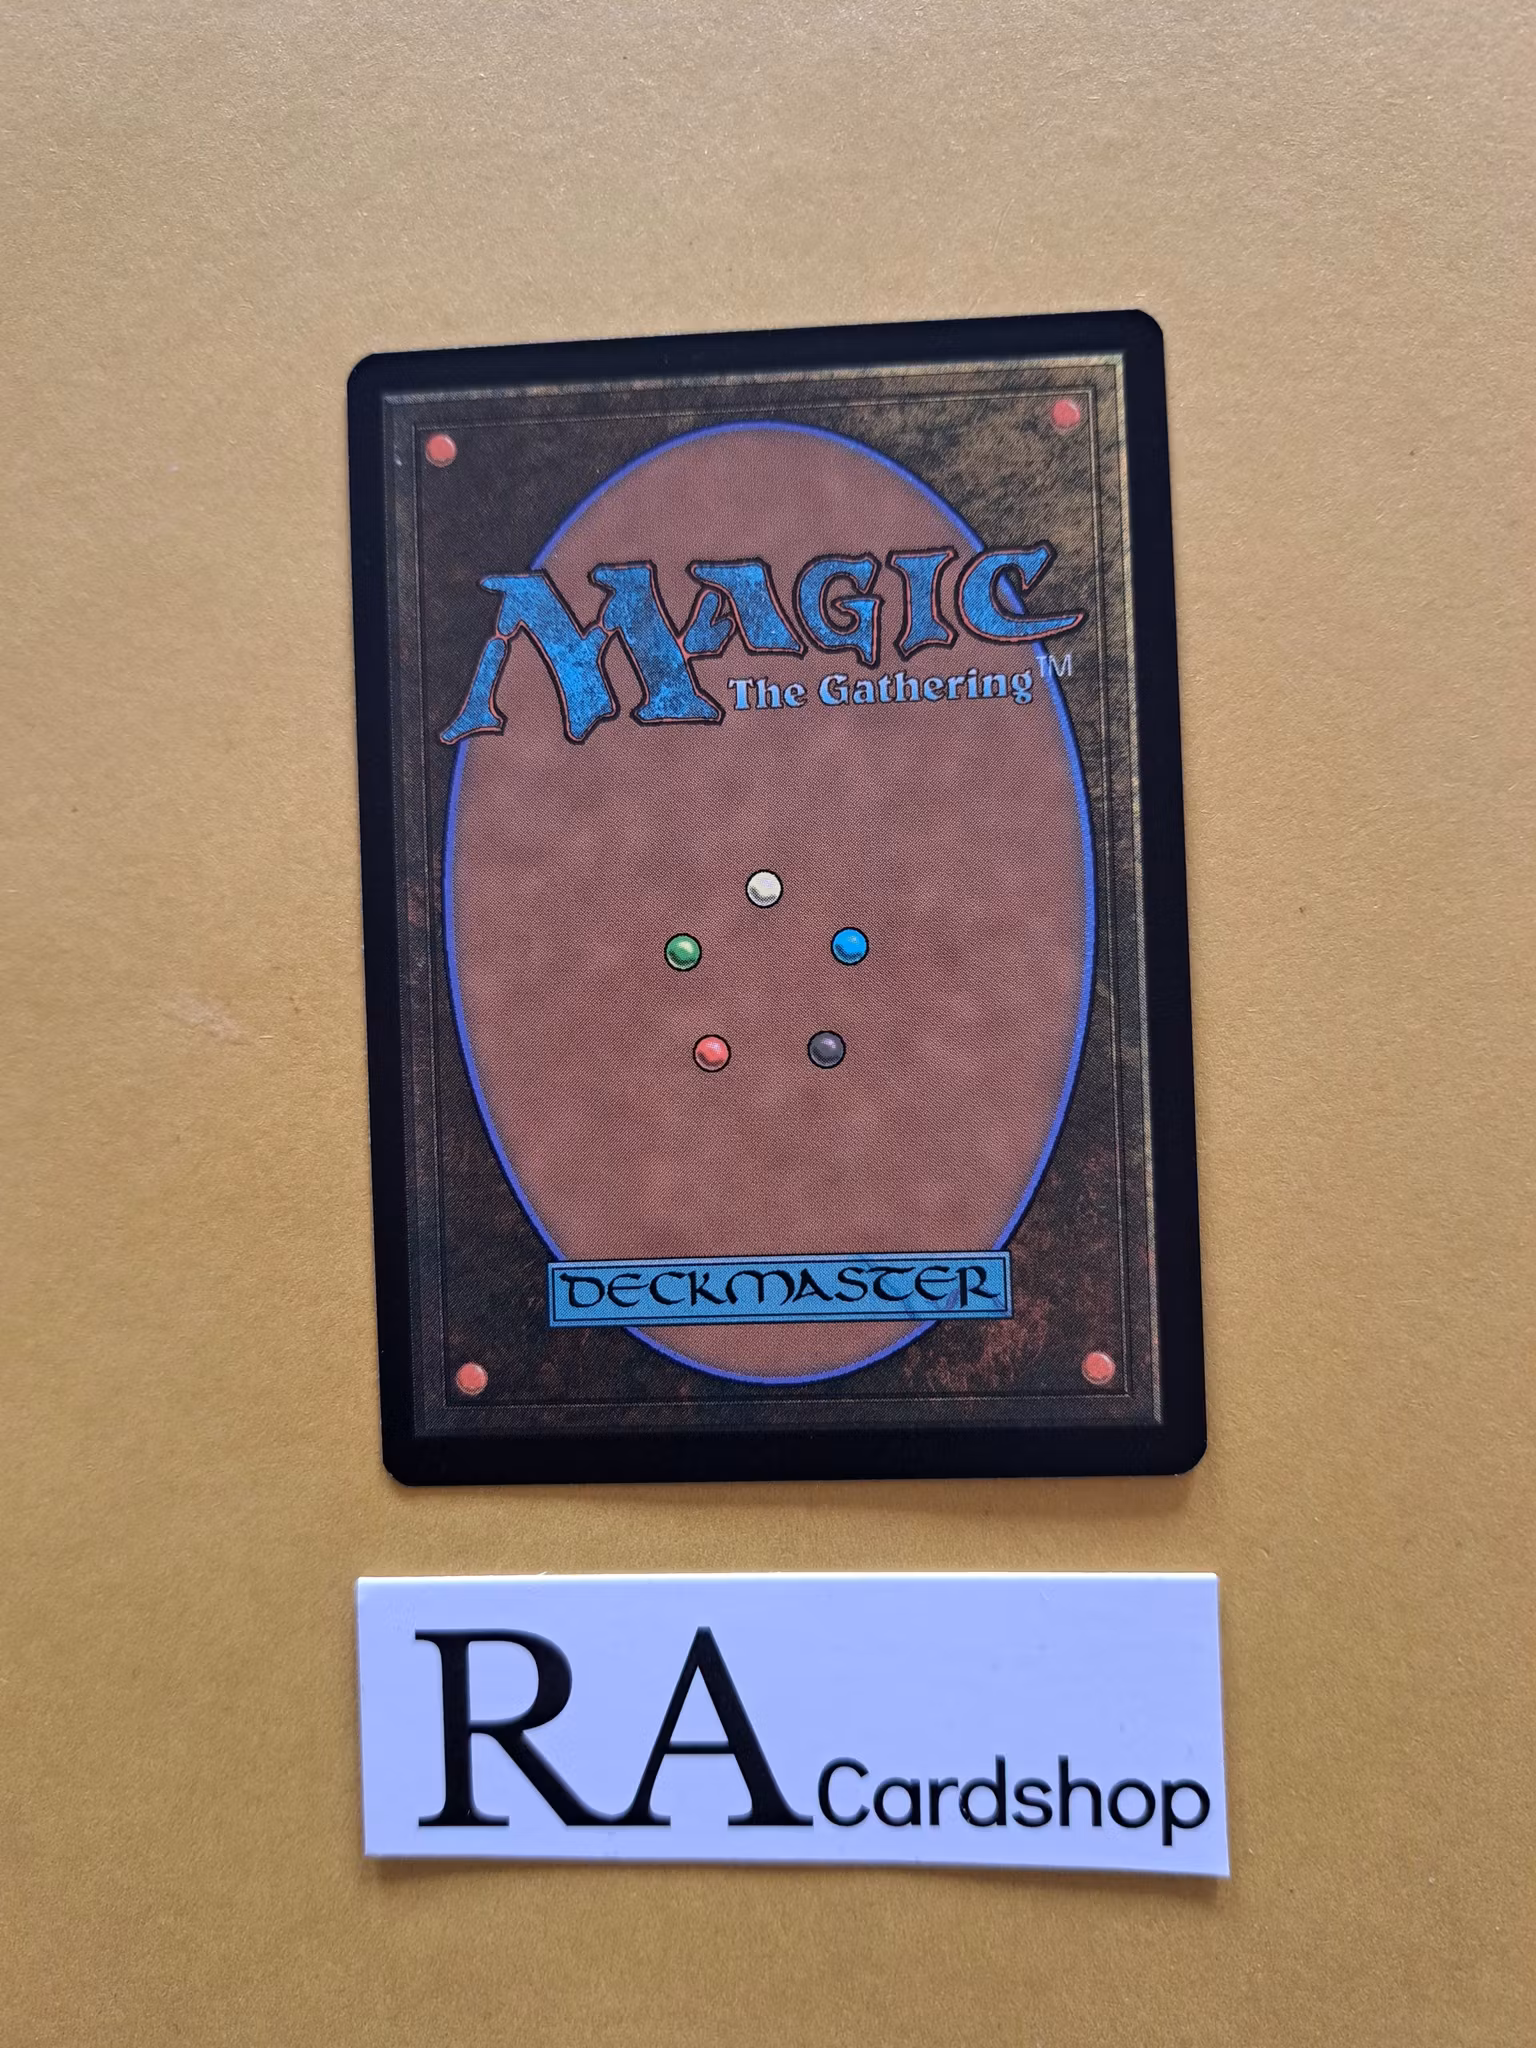 MAGIC
The Gathering™
DECKMASTER
RA Cardshop